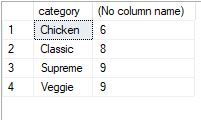 category (No column name)
1 Chicken 6
2 Classic 8
3 Supreme 9
4 Veggie 9